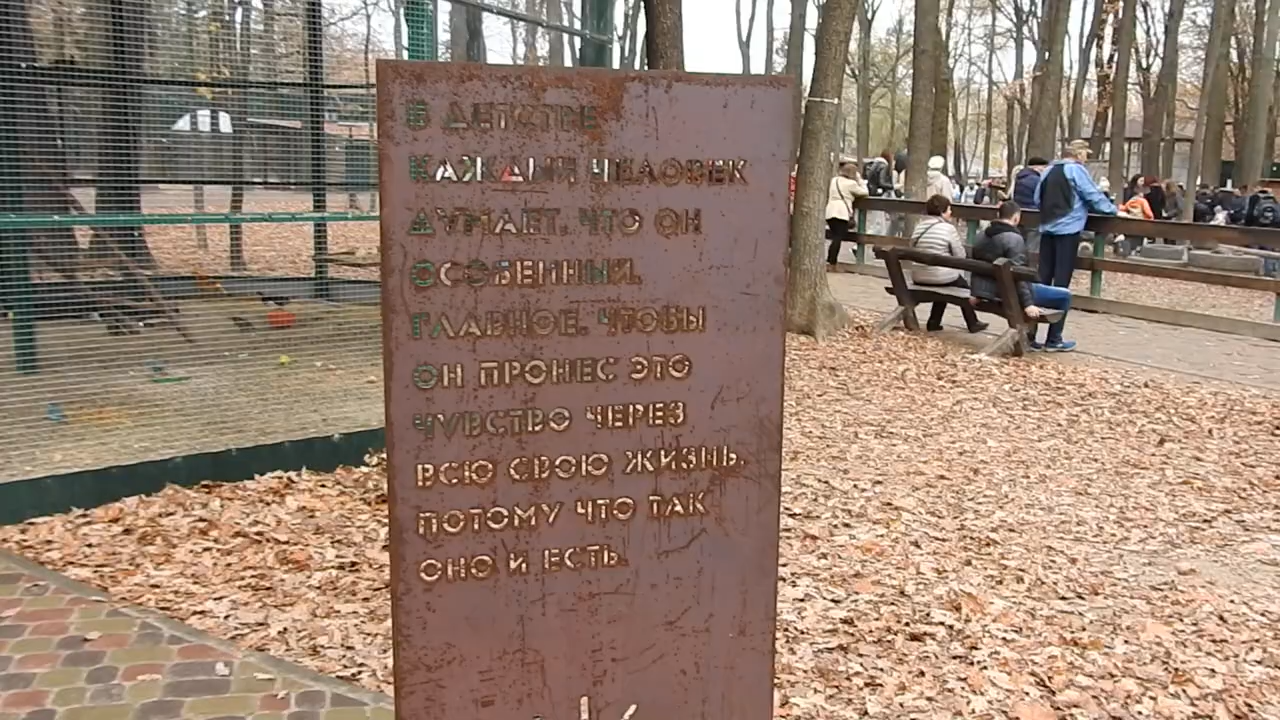 В ДЕТСТВЕ
КАЖДЫЙ ЧЕЛОВЕК
ДУМАЕТ, ЧТО ОН
ОСОБЕННЫЙ.
ГЛАВНОЕ, ЧТОБЫ
ОН ПРОНЕС ЭТО
ЧУВСТВО ЧЕРЕЗ
ВСЮ СВОЮ ЖИЗНЬ,
ПОТОМУ ЧТО ТАК
ОНО И ЕСТЬ.